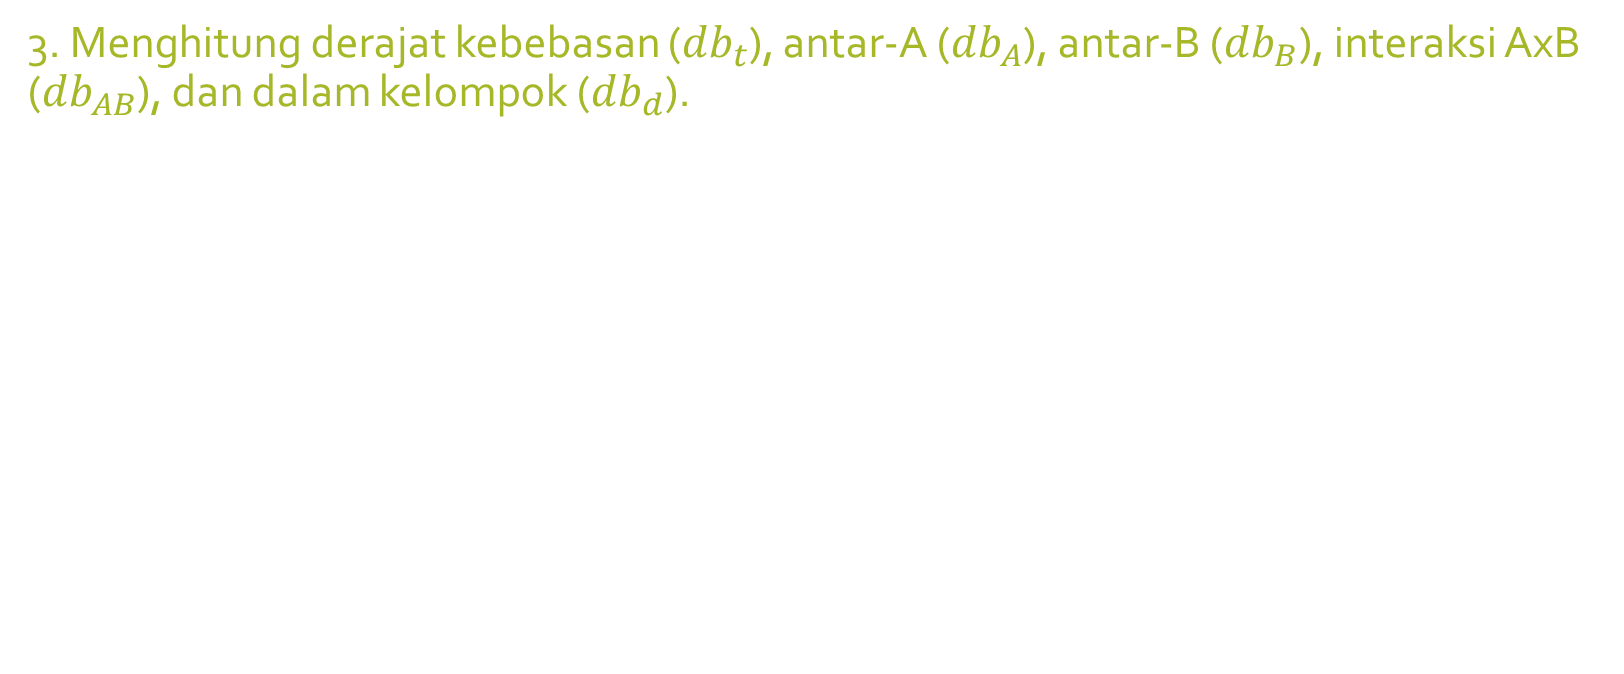 3. Menghitung derajat kebebasan (db_t), antar-A (db_A), antar-B (db_B), interaksi AxB
(db_AB), dan dalam kelompok (db_d).